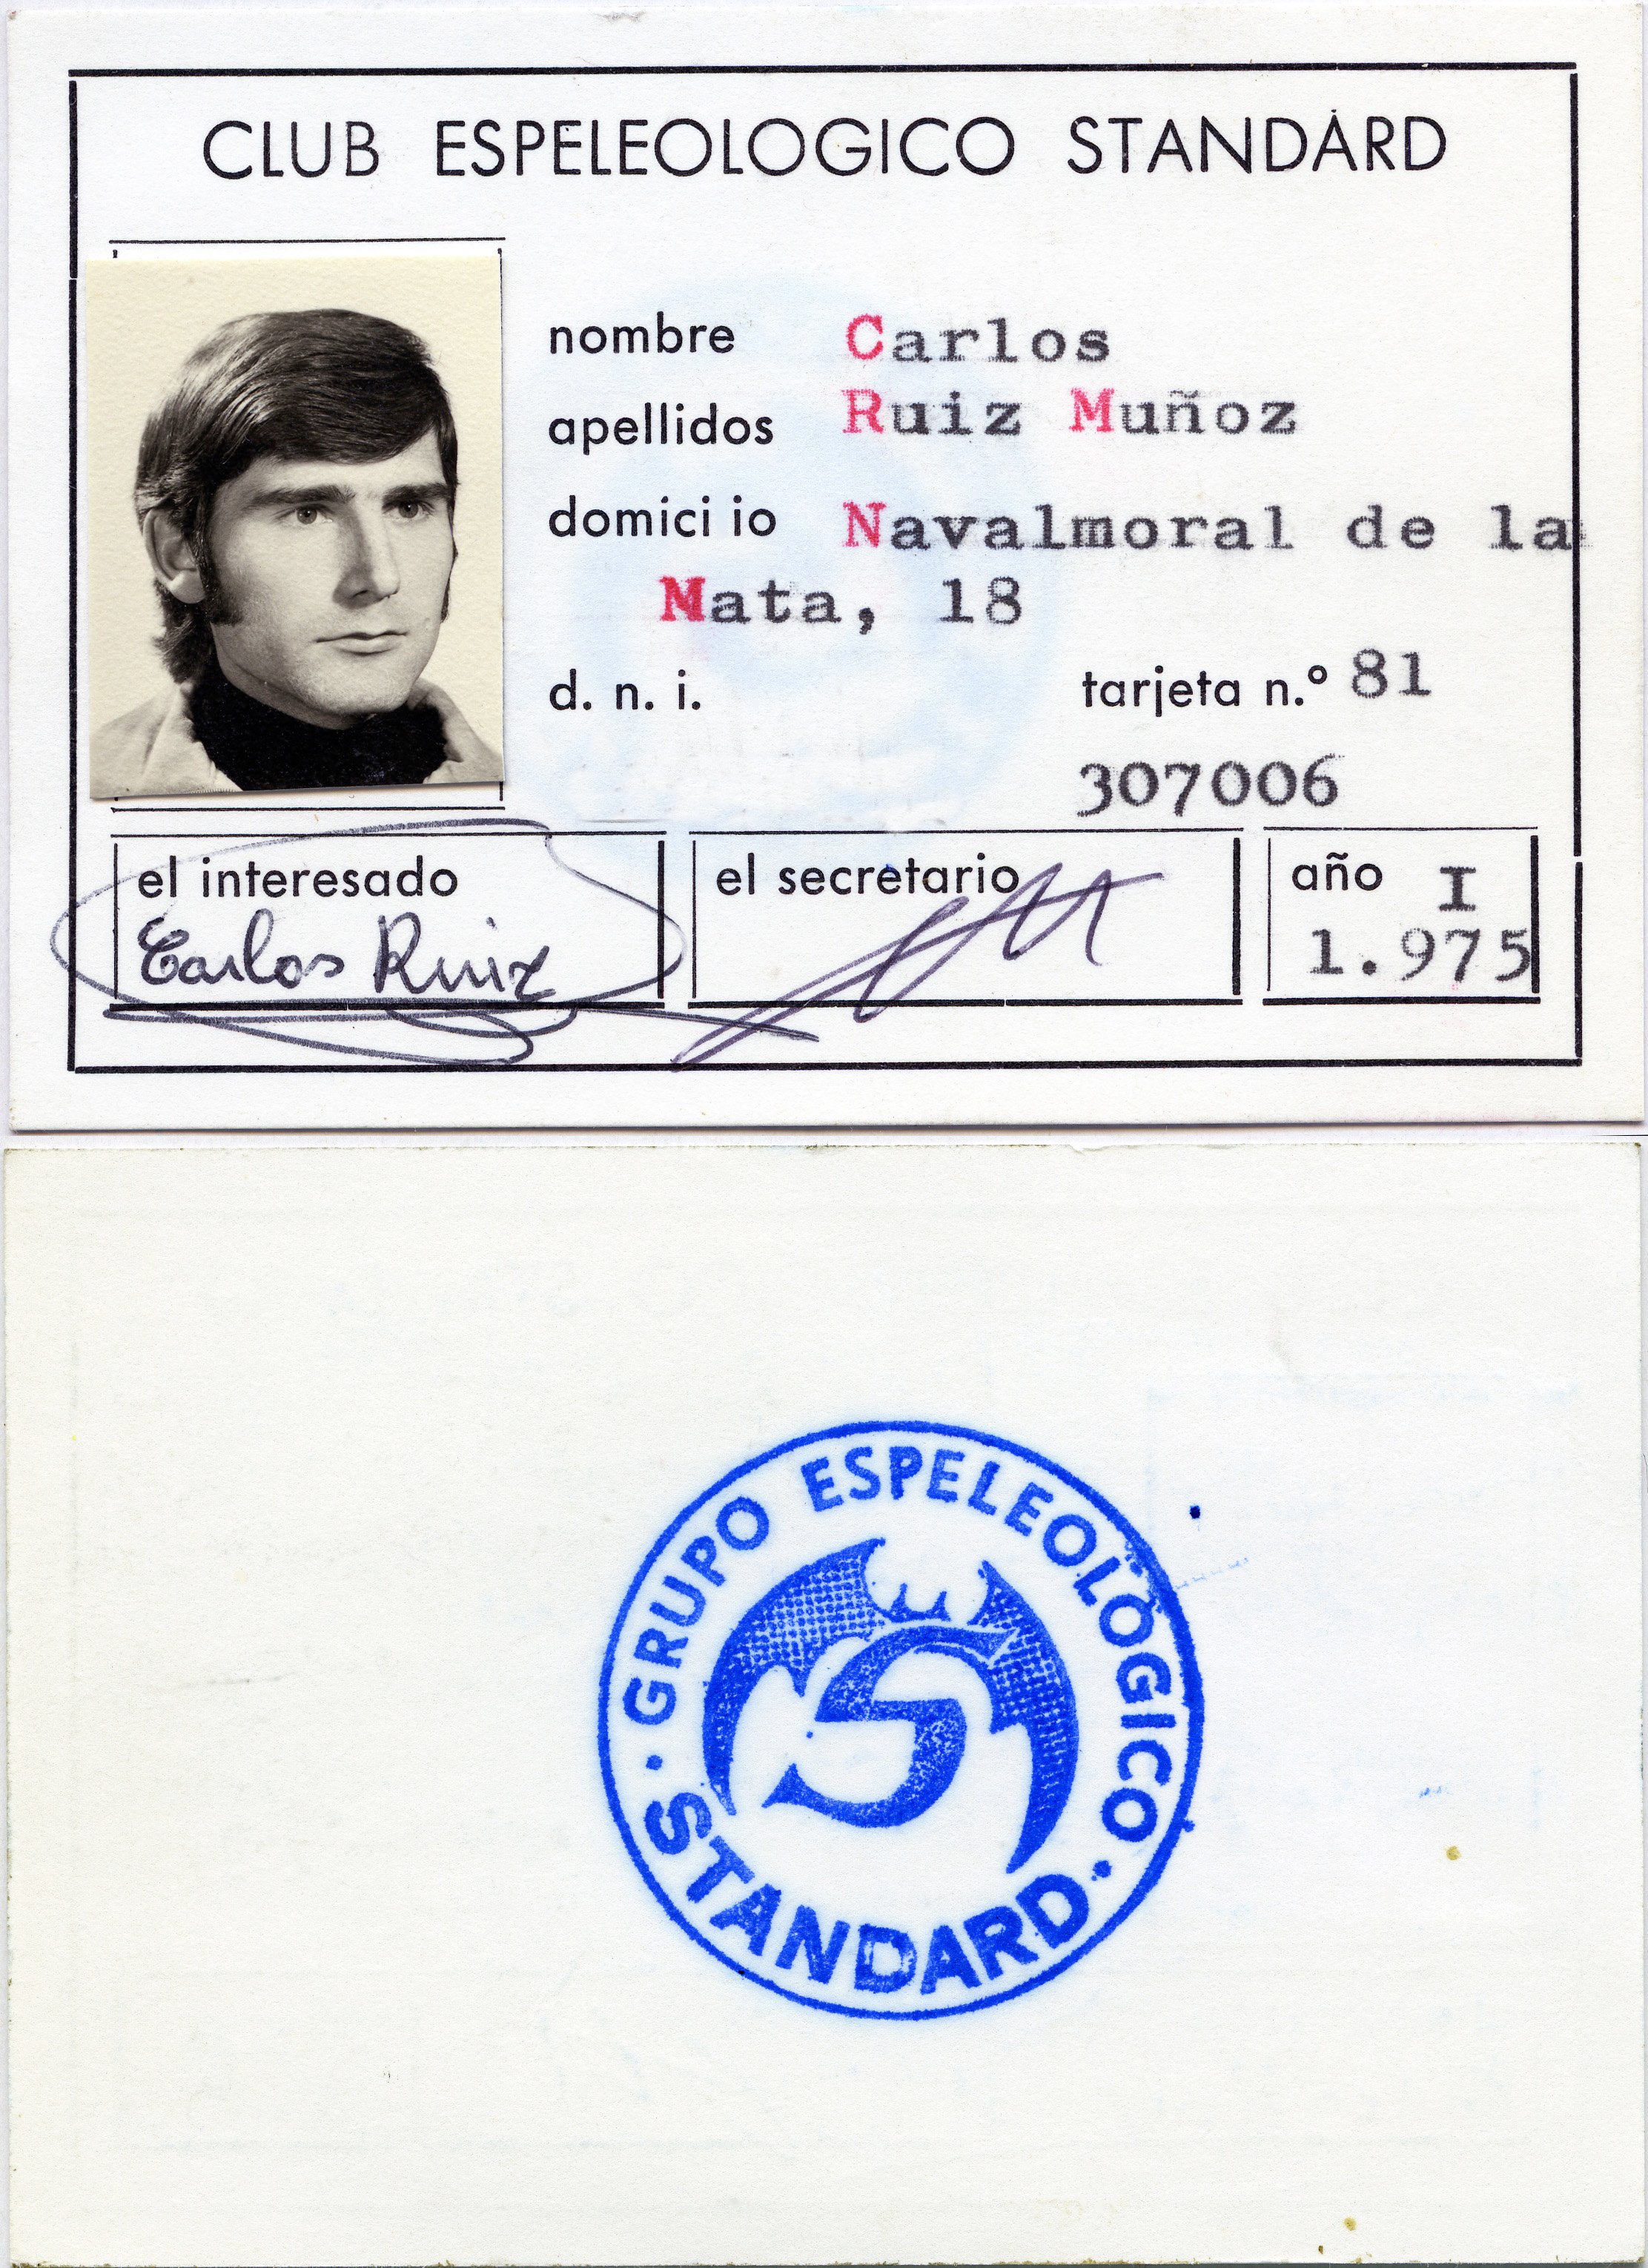 CLUB ESPELEOLOGICO STANDARD
nombre Carlos
apellidos Ruiz Muñoz
domici io Navalmoral de la
Mata, 18
d. n. i. tarjeta n.º 81
307006
el interesado
Carlos Ruiz
el secretario
año I
1.975
· GRUPO ESPELEOLOGICO ·
STANDARD
S